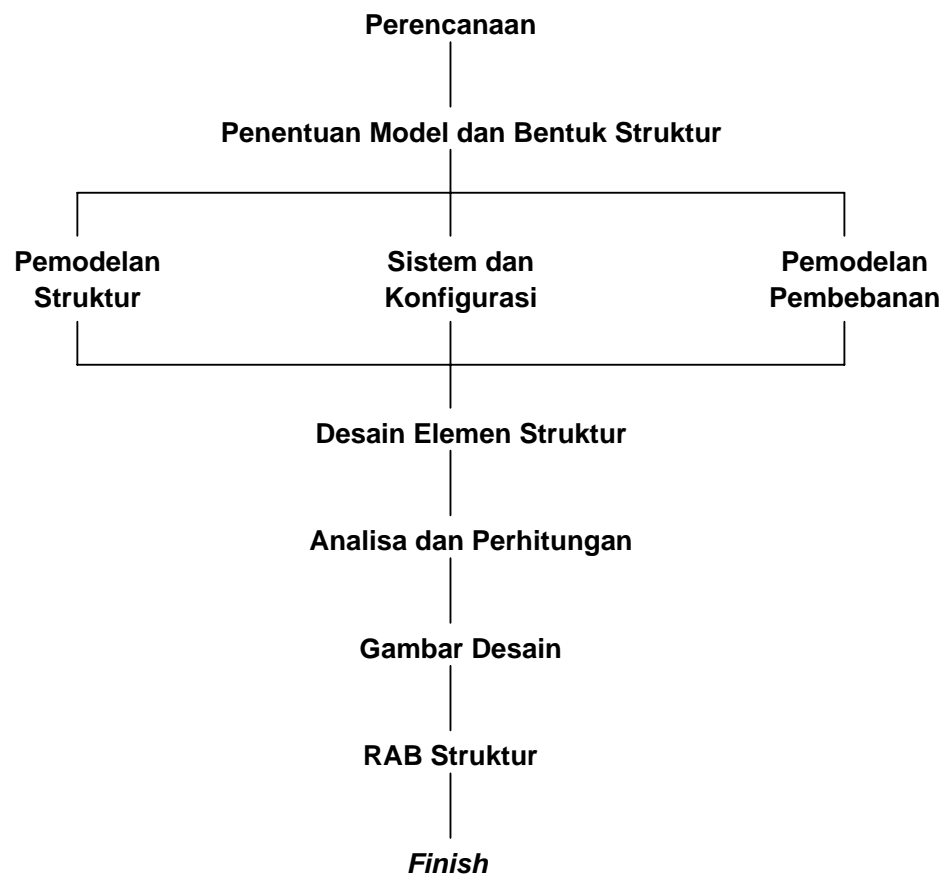 Perencanaan
Penentuan Model dan Bentuk Struktur
Pemodelan
Struktur
Sistem dan
Konfigurasi
Pemodelan
Pembebanan
Desain Elemen Struktur
Analisa dan Perhitungan
Gambar Desain
RAB Struktur
Finish